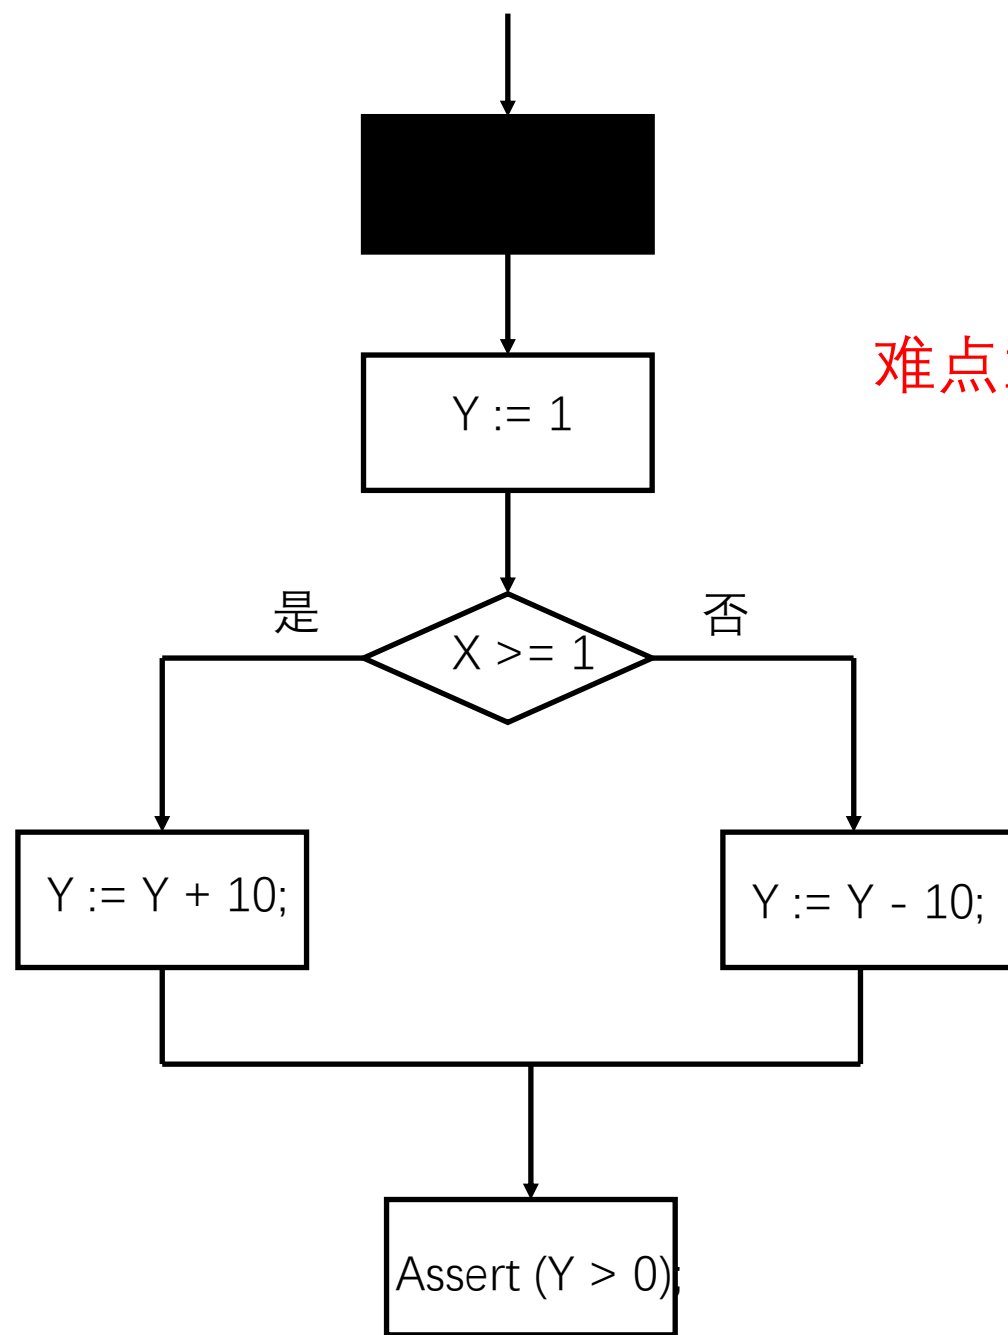 难点
Y := 1
是
否
X >= 1
Y := Y + 10;
Y := Y - 10;
Assert (Y > 0);